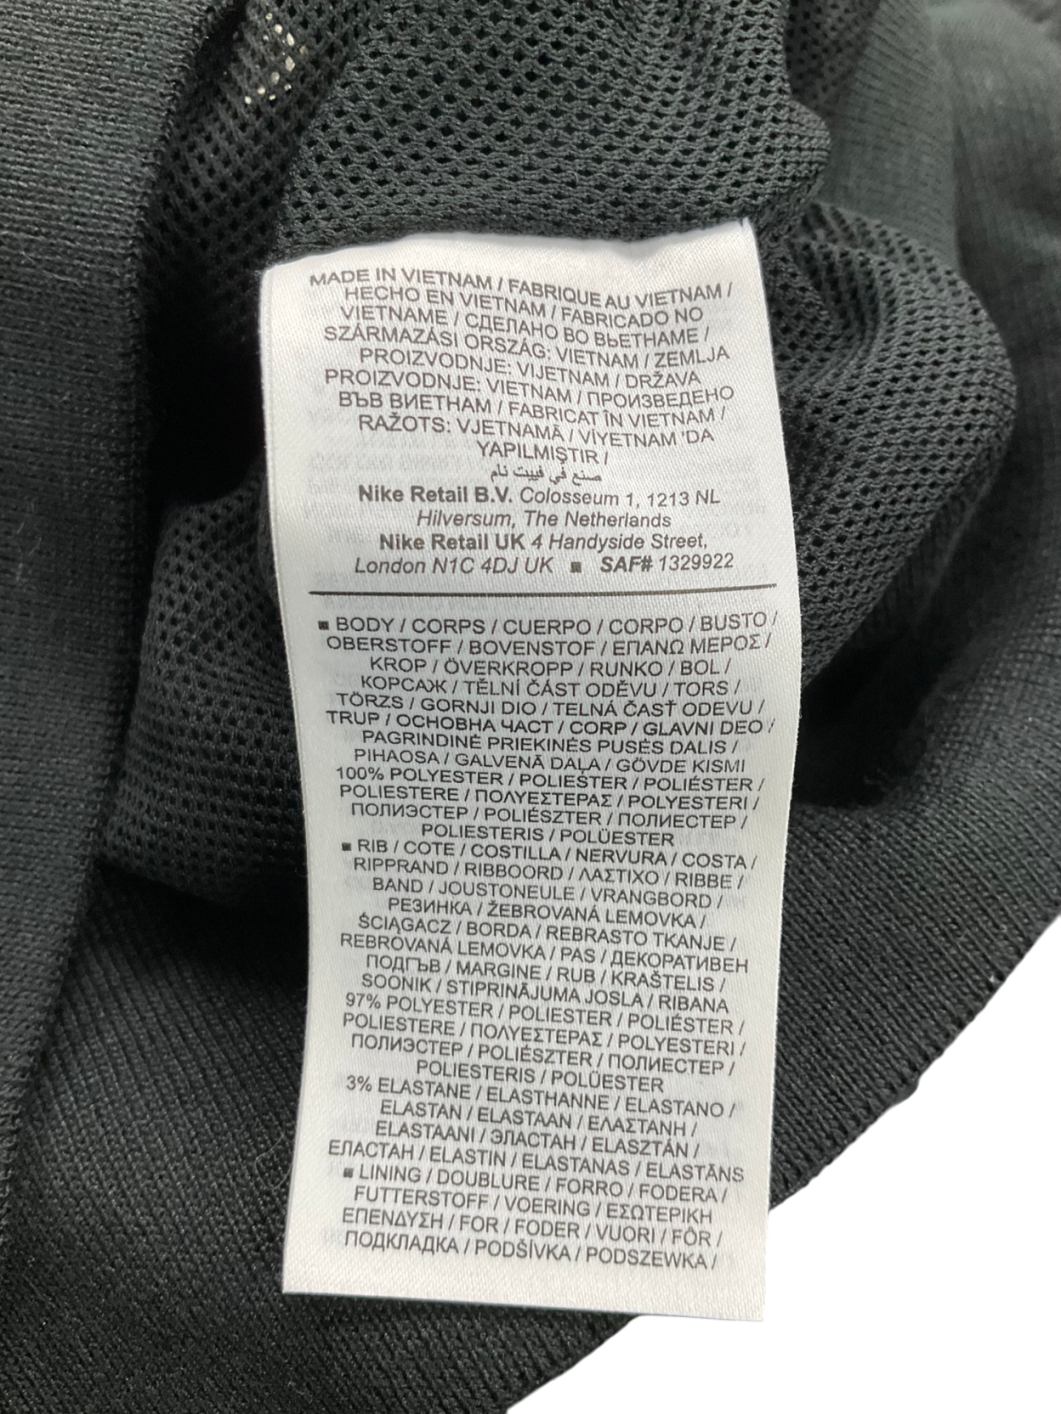 MADE IN VIETNAM / FABRIQUE AU VIETNAM /
HECHO EN VIETNAM / FABRICADO NO
VIETNAME / СДЕЛАНО ВО ВЬЕТНАМЕ /
SZÁRMAZÁSI ORSZÁG: VIETNAM / ZEMLJA
PROIZVODNJE: VIJETNAM / DRŽAVA
PROIZVODNJE: VIETNAM / ПРОИЗВЕДЕНО
ВЪВ ВИЕТНАМ / FABRICAT ÎN VIETNAM /
RAŽOTS: VJETNAMĀ / VİYETNAM 'DA
YAPILMIŞTIR /
صنع في فييت نام
Nike Retail B.V. Colosseum 1, 1213 NL
Hilversum, The Netherlands
Nike Retail UK 4 Handyside Street,
London N1C 4DJ UK ■ SAF# 1329922
■ BODY / CORPS / CUERPO / CORPO / BUSTO /
OBERSTOFF / BOVENSTOF / ΕΠΑΝΩ ΜΕΡΟΣ /
KROP / ÖVERKROPP / RUNKO / BOL /
КОРСАЖ / TĚLNÍ ČÁST ODĚVU / TORS /
TÖRZS / GORNJI DIO / TELNÁ ČASŤ ODEVU /
TRUP / ОСНОВНА ЧАСТ / CORP / GLAVNI DEO /
PAGRINDINĖ PRIEKINĖS PUSĖS DALIS /
PIHAOSA / GALVENĀ DAĻA / GÖVDE KISMI
100% POLYESTER / POLIESTER / POLIÉSTER /
POLIESTERE / ΠΟΛΥΕΣΤΕΡΑΣ / POLYESTERI /
ПОЛИЭСТЕР / POLIÉSZTER / ПОЛИЕСТЕР /
POLIESTERIS / POLÜESTER
■ RIB / COTE / COSTILLA / NERVURA / COSTA /
RIPPRAND / RIBBOORD / ΛΑΣΤΙΧΟ / RIBBE /
BAND / JOUSTONEULE / VRANGBORD /
РЕЗИНКА / ŽEBROVANÁ LEMOVKA /
ŚCIĄGACZ / BORDA / REBRASTO TKANJE /
REBROVANÁ LEMOVKA / PAS / ДЕКОРАТИВЕН
ПОДГЪВ / MARGINE / RUB / KRAŠTELIS /
SOONIK / STIPRINĀJUMA JOSLA / RIBANA
97% POLYESTER / POLIESTER / POLIÉSTER /
POLIESTERE / ΠΟΛΥΕΣΤΕΡΑΣ / POLYESTERI /
ПОЛИЭСТЕР / POLIÉSZTER / ПОЛИЕСТЕР /
POLIESTERIS / POLÜESTER
3% ELASTANE / ELASTHANNE / ELASTANO /
ELASTAN / ELASTAAN / ΕΛΑΣΤΑΝΗ /
ELASTAANI / ЭЛАСТАН / ELASZTÁN /
ЕЛАСТАН / ELASTIN / ELASTANAS / ELASTĀNS
■ LINING / DOUBLURE / FORRO / FODERA /
FUTTERSTOFF / VOERING / ΕΣΩΤΕΡΙΚΗ
ΕΠΕΝΔΥΣΗ / FOR / FODER / VUORI / FÔR /
ПОДКЛАДКА / PODŠÍVKA / PODSZEWKA /